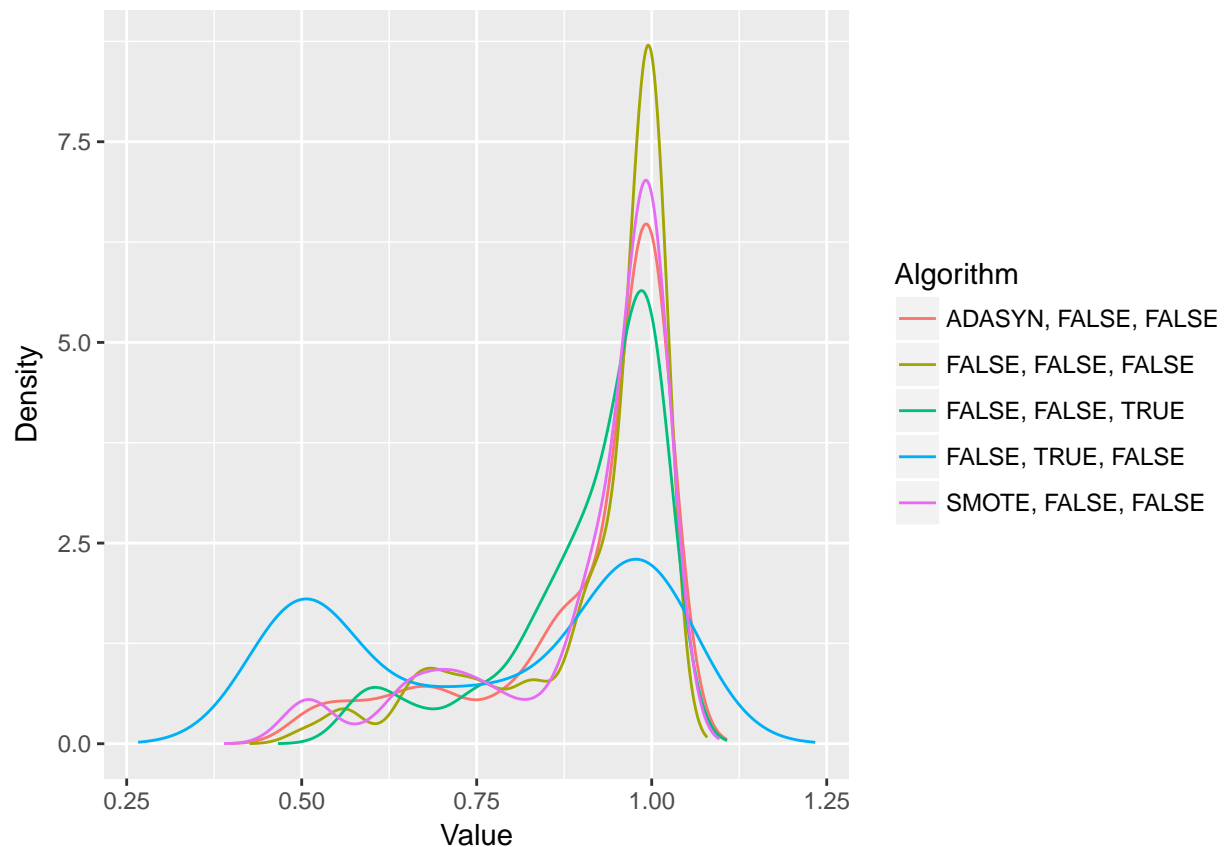 7.5
5.0
2.5
0.0
0.25 0.50 0.75 1.00 1.25
Value
Density
Algorithm
ADASYN, FALSE, FALSE
FALSE, FALSE, FALSE
FALSE, FALSE, TRUE
FALSE, TRUE, FALSE
SMOTE, FALSE, FALSE